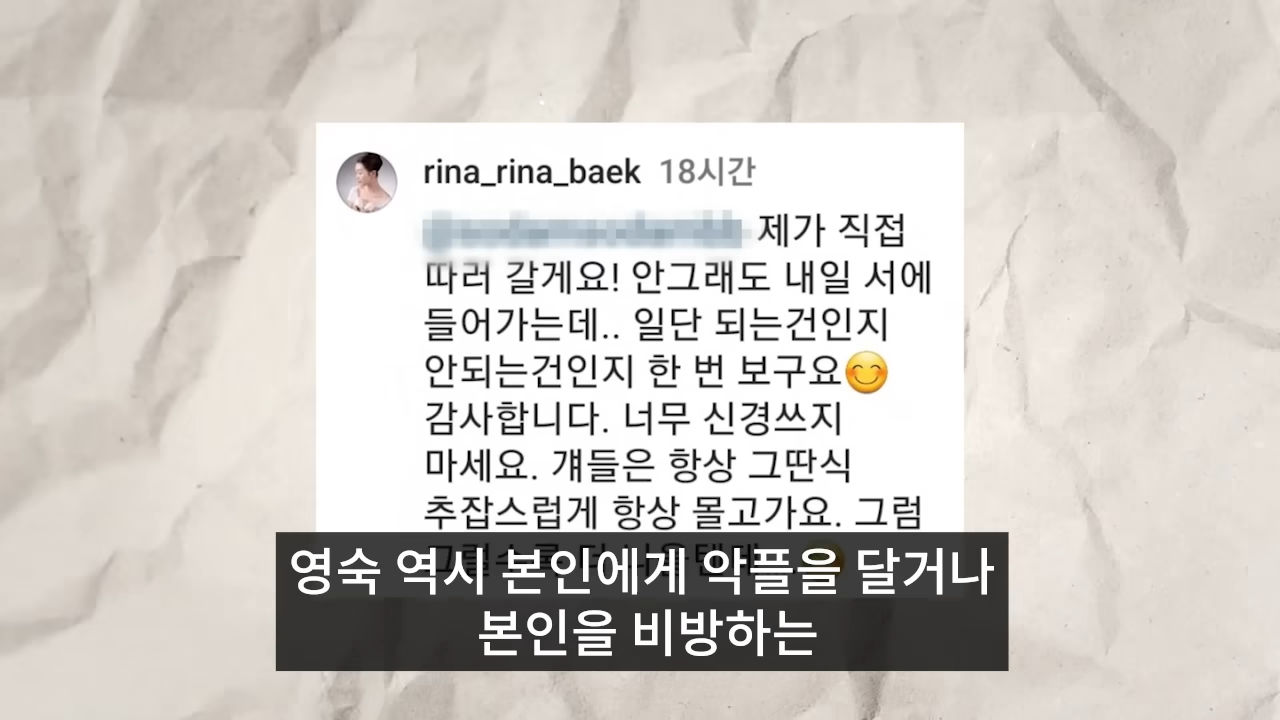 rina_rina_baek 18시간
제가 직접
따러 갈게요! 안그래도 내일 서에
들어가는데.. 일단 되는건인지
안되는건인지 한 번 보구요😊
감사합니다. 너무 신경쓰지
마세요. 걔들은 항상 그딴식
추잡스럽게 항상 몰고가요. 그럼
영숙 역시 본인에게 악플을 달거나
본인을 비방하는